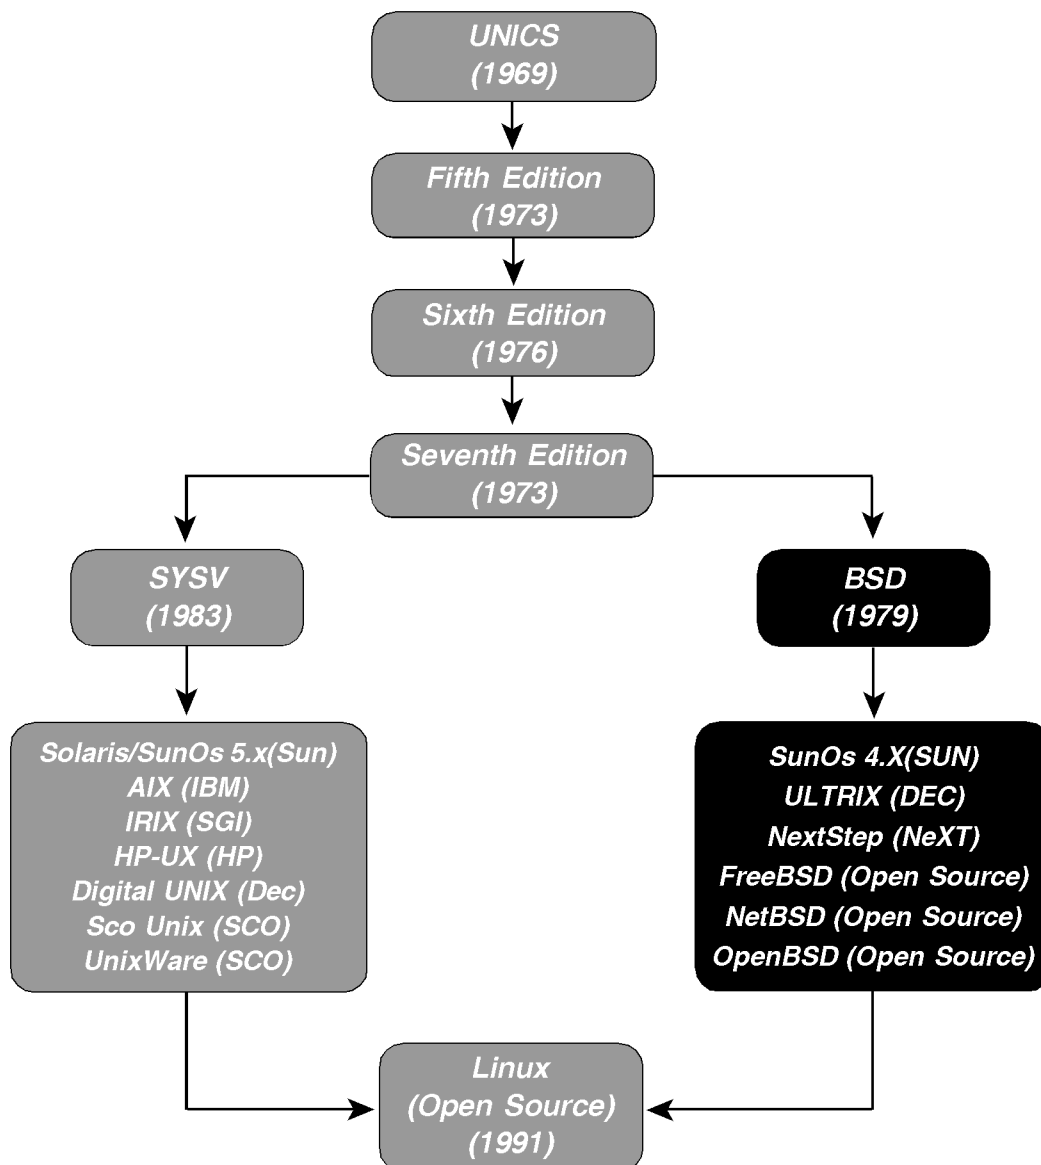 UNICS
(1969)
Fifth Edition
(1973)
Sixth Edition
(1976)
Seventh Edition
(1973)
SYSV
(1983)
BSD
(1979)
Solaris/SunOs 5.x(Sun)
AIX (IBM)
IRIX (SGI)
HP-UX (HP)
Digital UNIX (Dec)
Sco Unix (SCO)
UnixWare (SCO)
SunOs 4.X(SUN)
ULTRIX (DEC)
NextStep (NeXT)
FreeBSD (Open Source)
NetBSD (Open Source)
OpenBSD (Open Source)
Linux
(Open Source)
(1991)